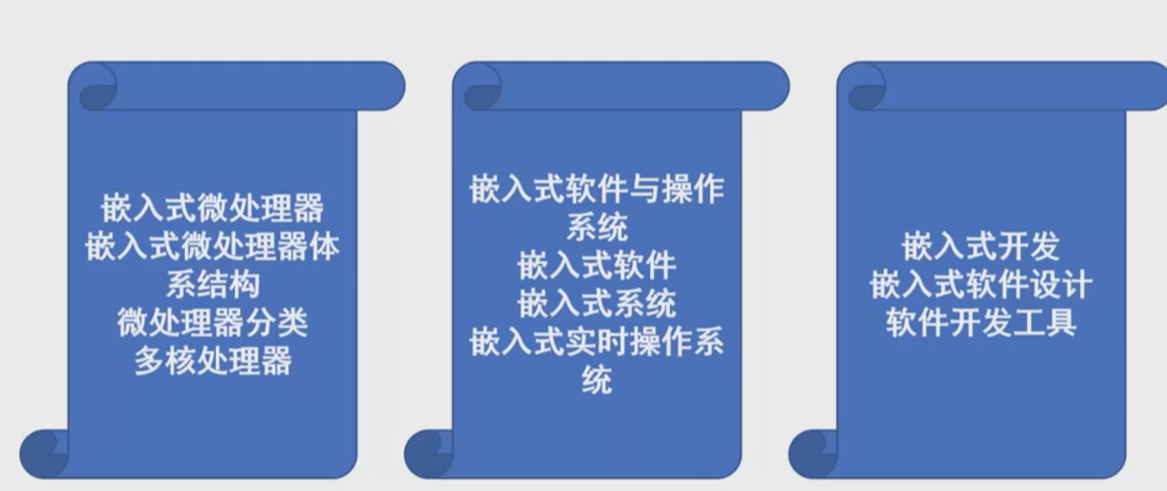 嵌入式微处理器
嵌入式微处理器体
系结构
微处理器分类
多核处理器
嵌入式软件与操作
系统
嵌入式软件
嵌入式系统
嵌入式实时操作系
统
嵌入式开发
嵌入式软件设计
软件开发工具